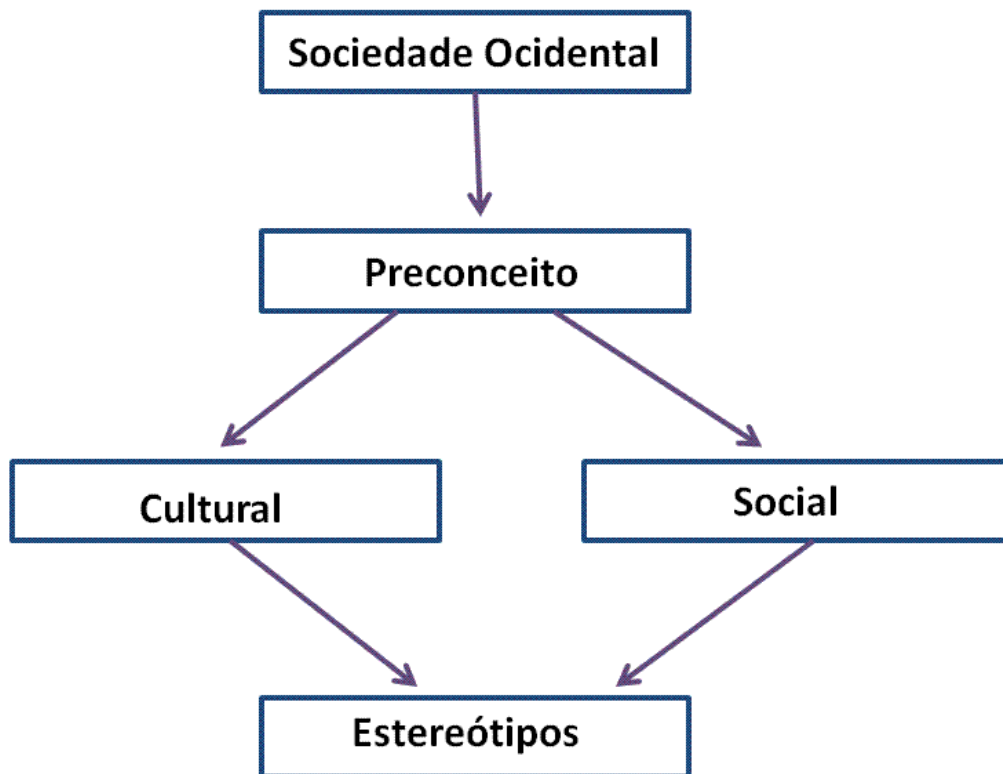 Sociedade Ocidental
Preconceito
Cultural
Social
Estereótipos